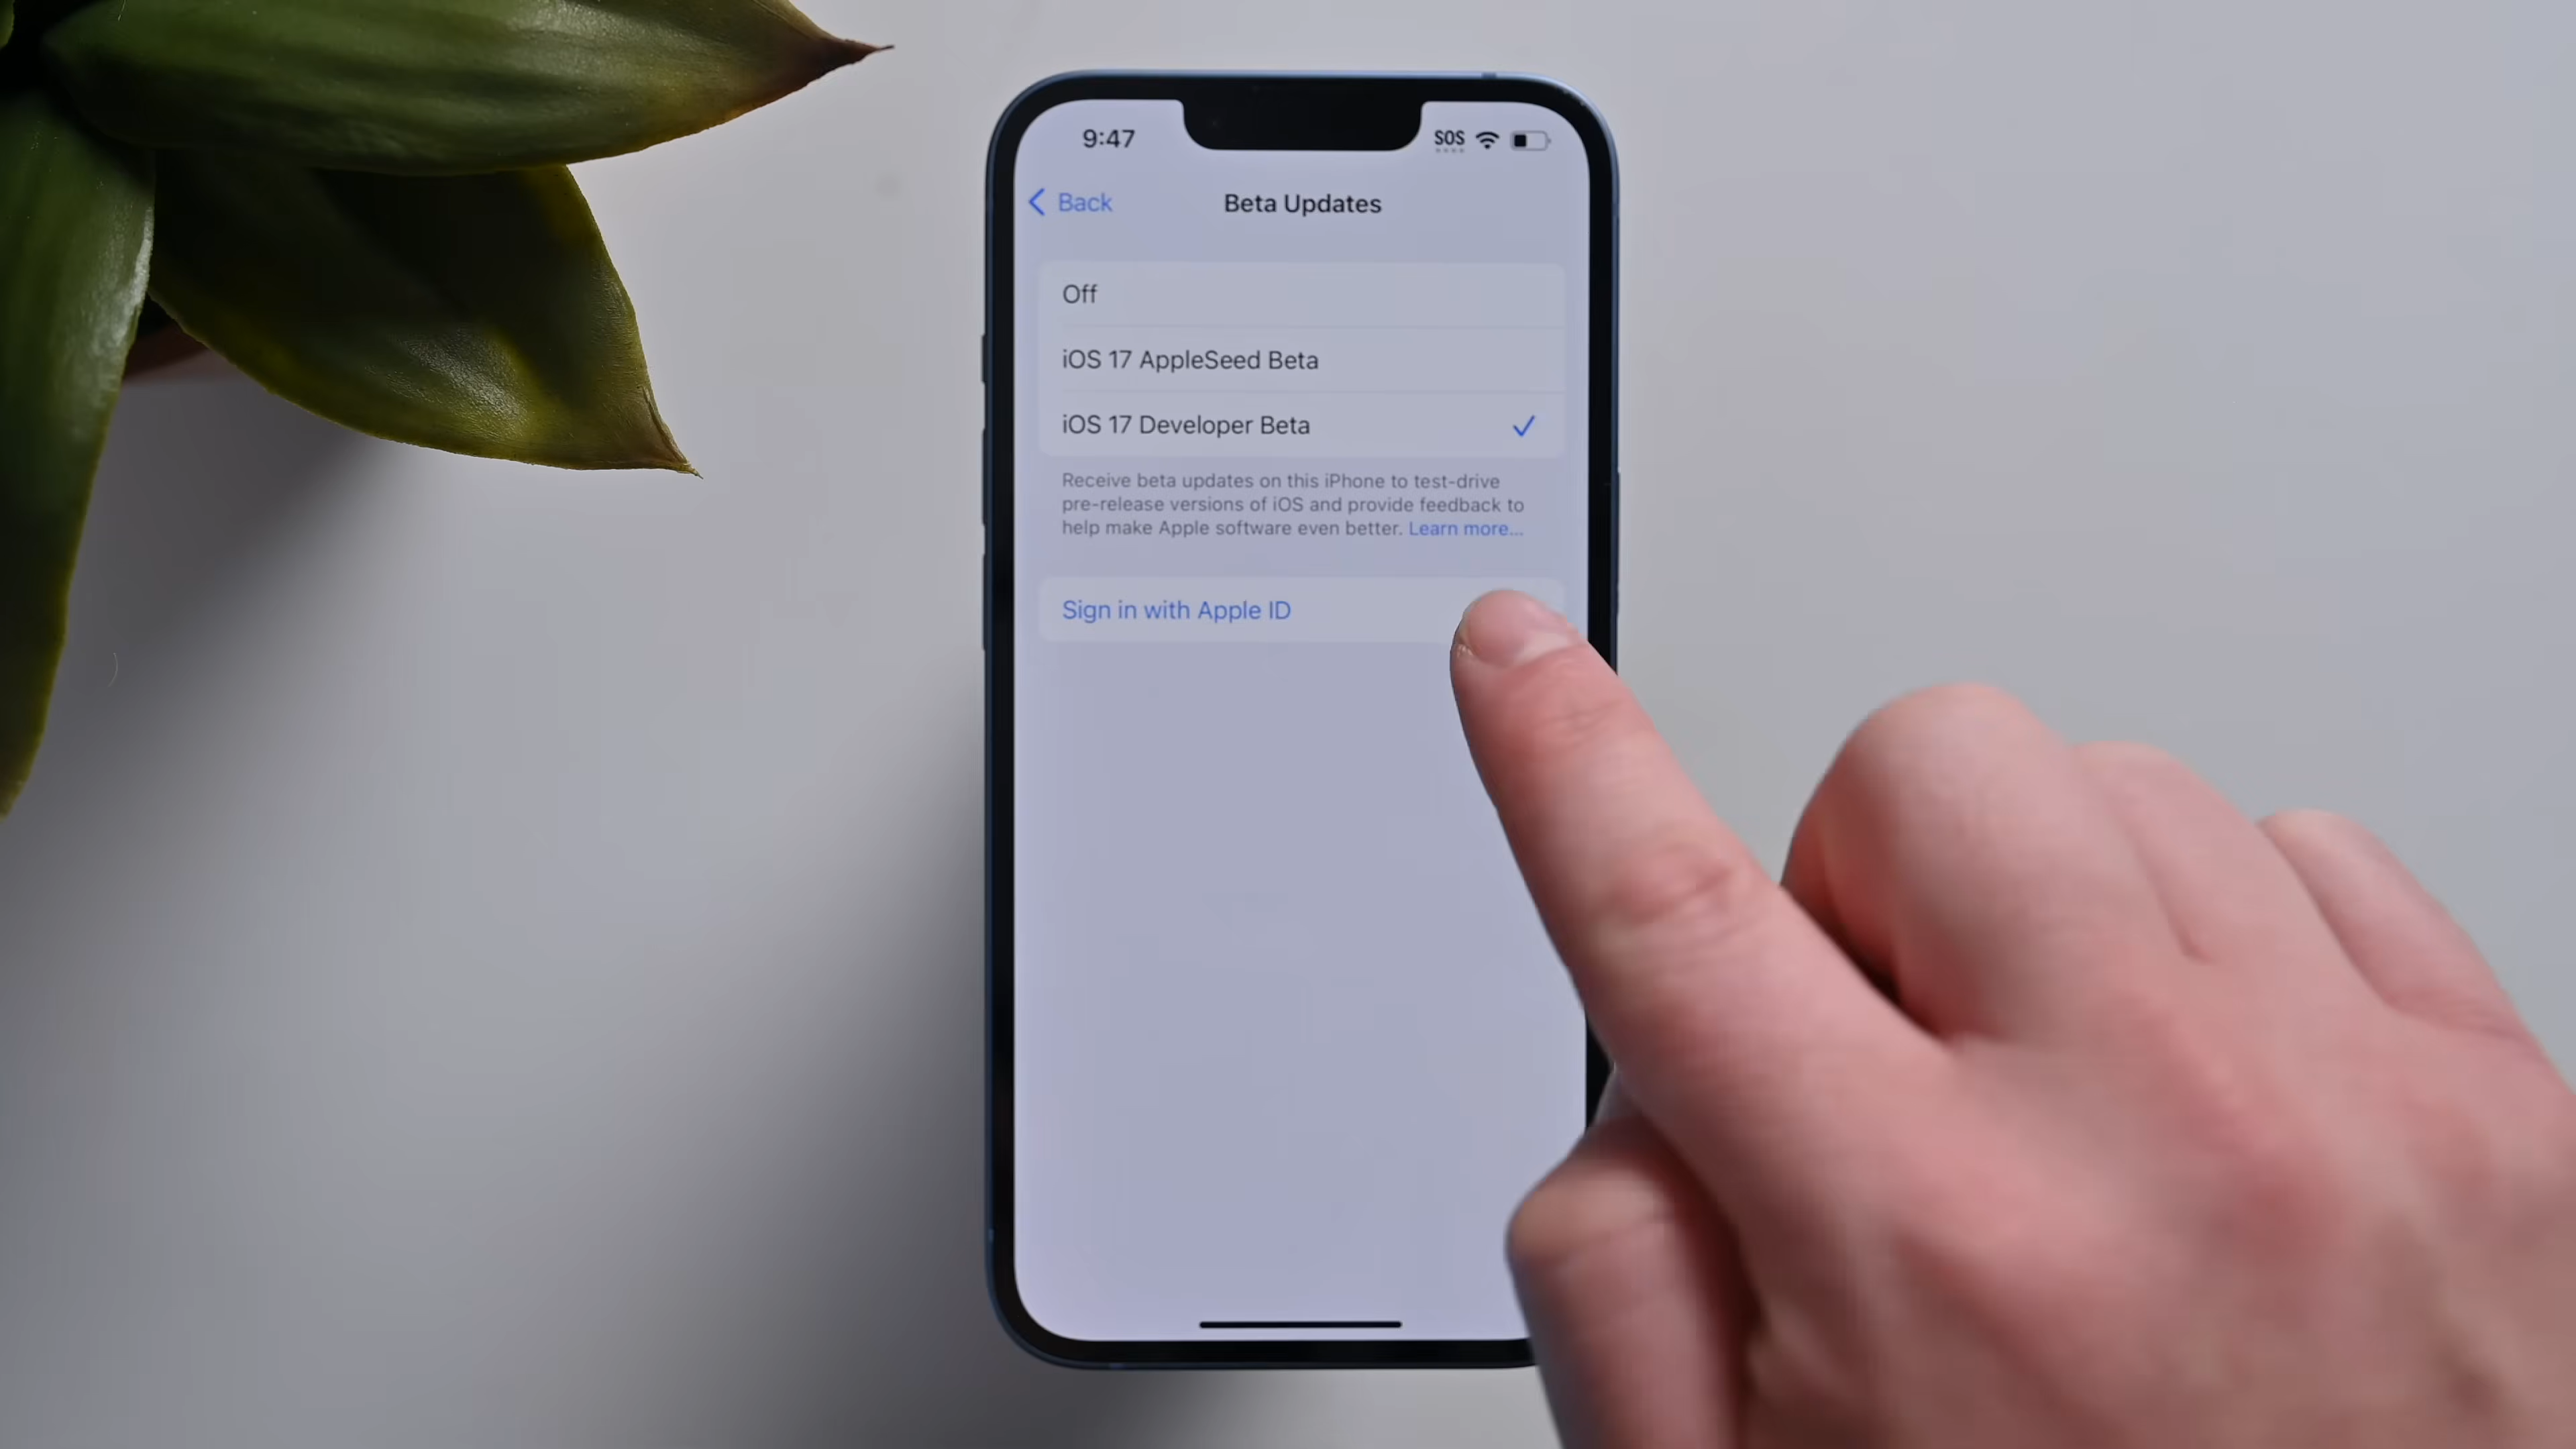 9:47 SOS
Back Beta Updates
Off
iOS 17 AppleSeed Beta
iOS 17 Developer Beta
Receive beta updates on this iPhone to test-drive
pre-release versions of iOS and provide feedback to
help make Apple software even better. Learn more...
Sign in with Apple ID